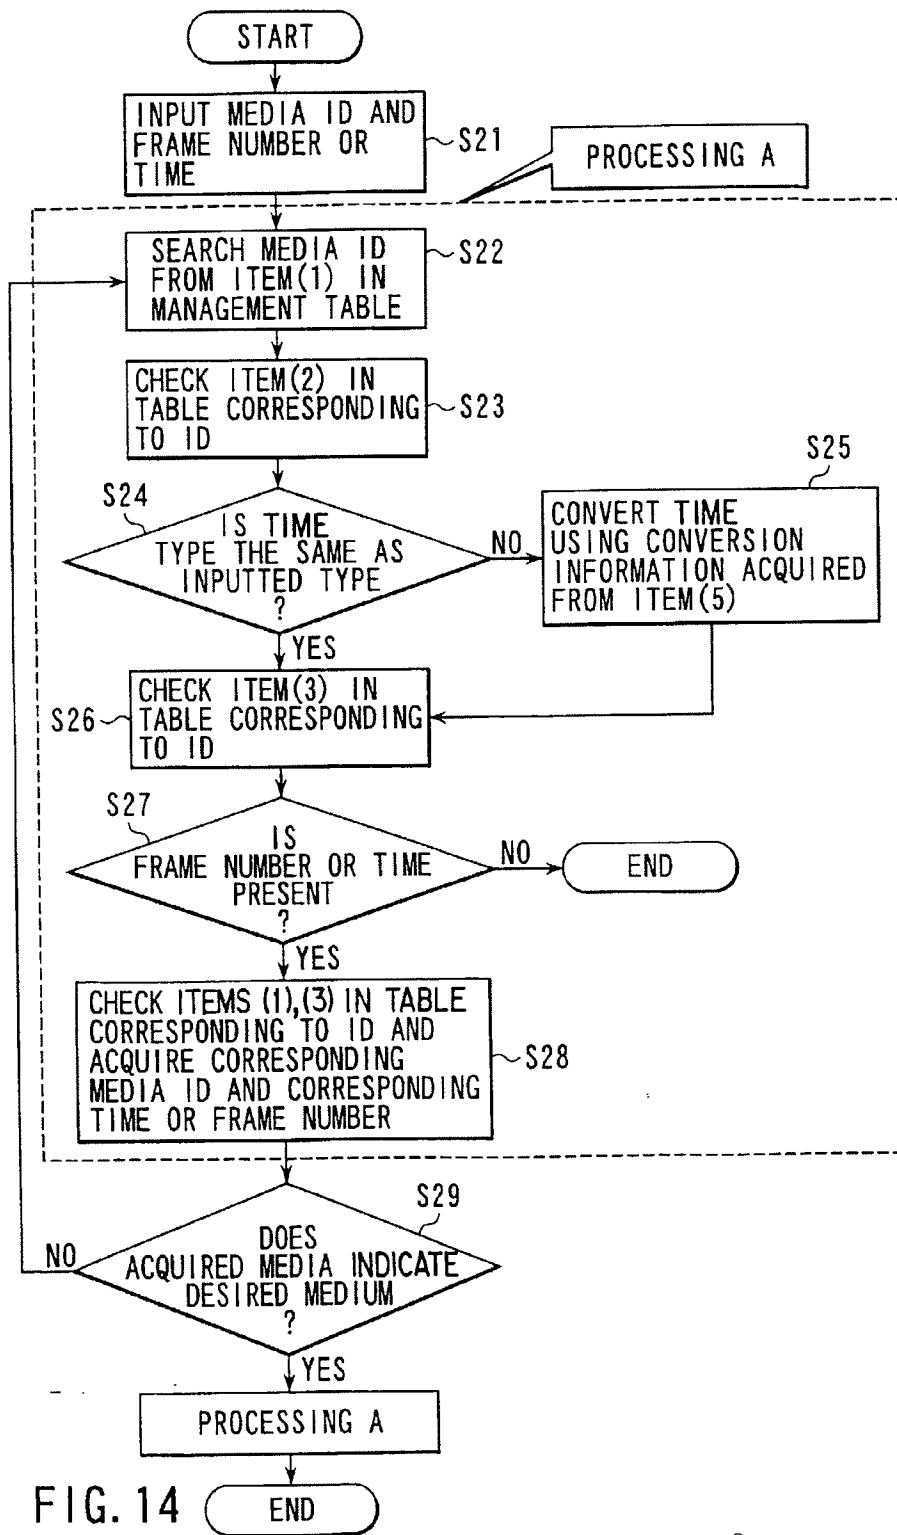 START
INPUT MEDIA ID AND
FRAME NUMBER OR
TIME
S21
PROCESSING A
SEARCH MEDIA ID
FROM ITEM(1) IN
MANAGEMENT TABLE
S22
CHECK ITEM(2) IN
TABLE CORRESPONDING
TO ID
S23
S24
IS TIME
TYPE THE SAME AS
INPUTTED TYPE
?
NO
YES
S25
CONVERT TIME
USING CONVERSION
INFORMATION ACQUIRED
FROM ITEM(5)
S26
CHECK ITEM(3) IN
TABLE CORRESPONDING
TO ID
S27
IS
FRAME NUMBER OR TIME
PRESENT
?
NO
END
YES
CHECK ITEMS (1),(3) IN TABLE
CORRESPONDING TO ID AND
ACQUIRE CORRESPONDING
MEDIA ID AND CORRESPONDING
TIME OR FRAME NUMBER
S28
S29
DOES
ACQUIRED MEDIA INDICATE
DESIRED MEDIUM
?
NO
YES
PROCESSING A
END
FIG. 14